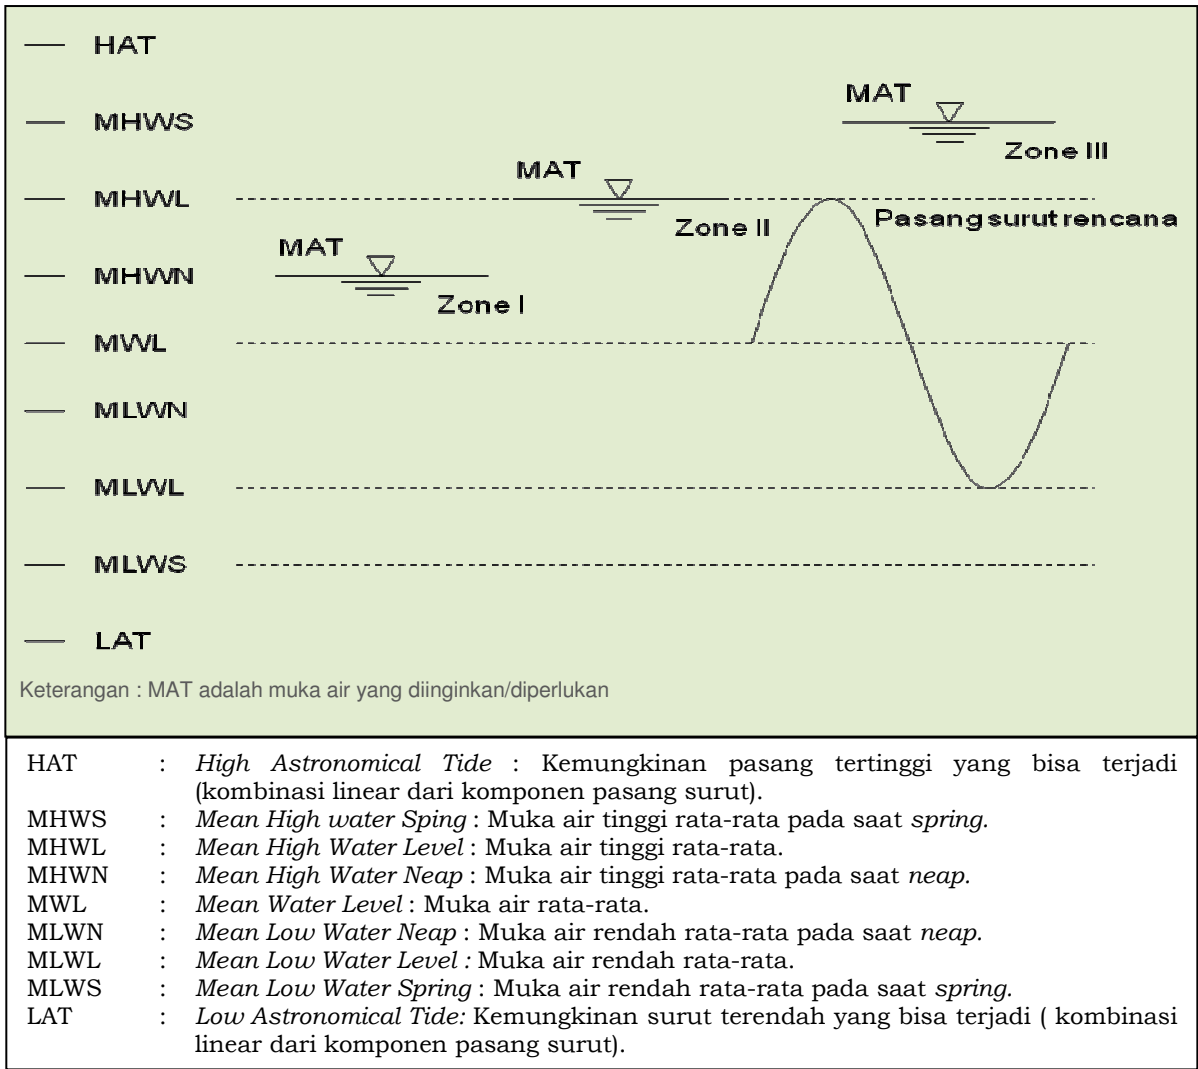 HAT
MAT
MHWS
Zone III
MAT
MHWL
Pasang surut rencana
Zone II
MAT
MHWN
Zone I
MWL
MLWN
MLWL
MLWS
LAT
Keterangan : MAT adalah muka air yang diinginkan/diperlukan
HAT : High Astronomical Tide : Kemungkinan pasang tertinggi yang bisa terjadi
(kombinasi linear dari komponen pasang surut).
MHWS : Mean High water Sping : Muka air tinggi rata-rata pada saat spring.
MHWL : Mean High Water Level : Muka air tinggi rata-rata.
MHWN : Mean High Water Neap : Muka air tinggi rata-rata pada saat neap.
MWL : Mean Water Level : Muka air rata-rata.
MLWN : Mean Low Water Neap : Muka air rendah rata-rata pada saat neap.
MLWL : Mean Low Water Level : Muka air rendah rata-rata.
MLWS : Mean Low Water Spring : Muka air rendah rata-rata pada saat spring.
LAT : Low Astronomical Tide: Kemungkinan surut terendah yang bisa terjadi ( kombinasi
linear dari komponen pasang surut).